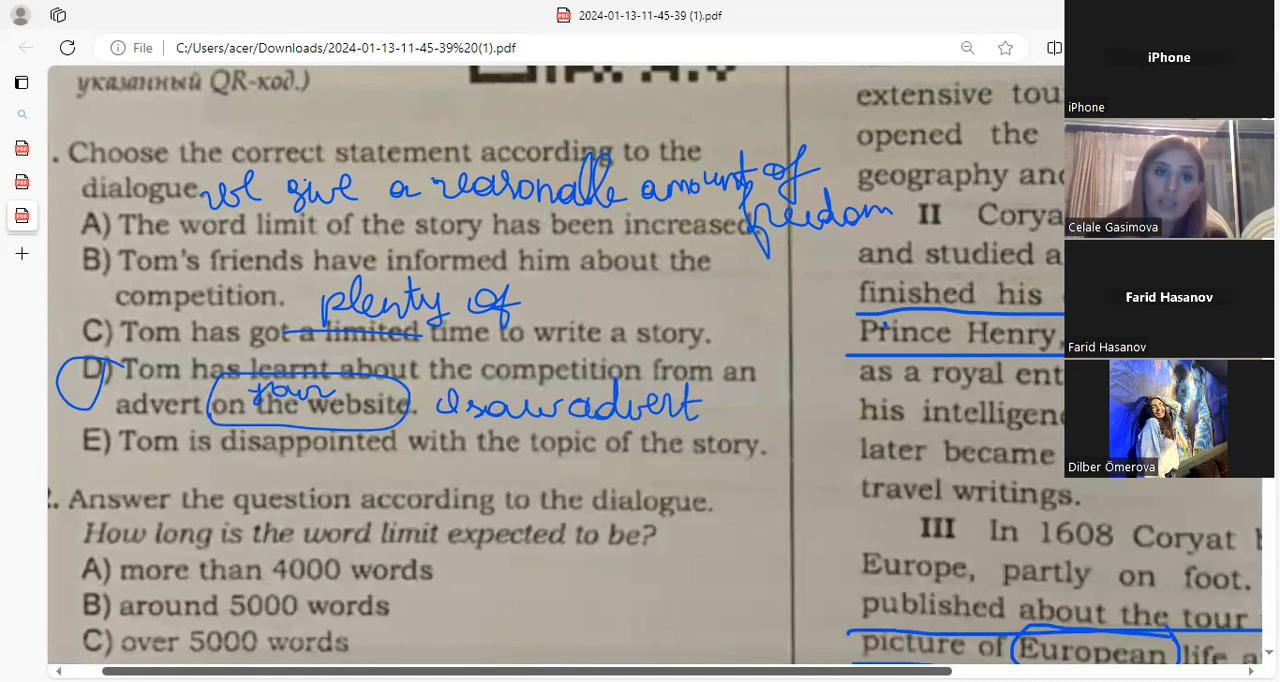 2024-01-13-11-45-39 (1).pdf
File
C:/Users/acer/Downloads/2024-01-13-11-45-39%20(1).pdf
указанный QR-код.)
. Choose the correct statement according to the
dialogue.
we give a reasonable amount of
freedom
A) The word limit of the story has been increased.
B) Tom's friends have informed him about the
competition.
plenty of
C) Tom has got a limited time to write a story.
D) Tom has learnt about the competition from an
your
advert on the website.
I saw advert
E) Tom is disappointed with the topic of the story.
. Answer the question according to the dialogue.
How long is the word limit expected to be?
A) more than 4000 words
B) around 5000 words
C) over 5000 words
extensive tou
opened the
geography and
II Corya
and studied a
finished his
Prince Henry,
as a royal ent
his intelligen
later became
travel writings.
III In 1608 Coryat
Europe, partly on foot.
published about the tour
picture of European life a
iPhone
iPhone
Celale Gasimova
Farid Hasanov
Farid Hasanov
Dilber Ömerova